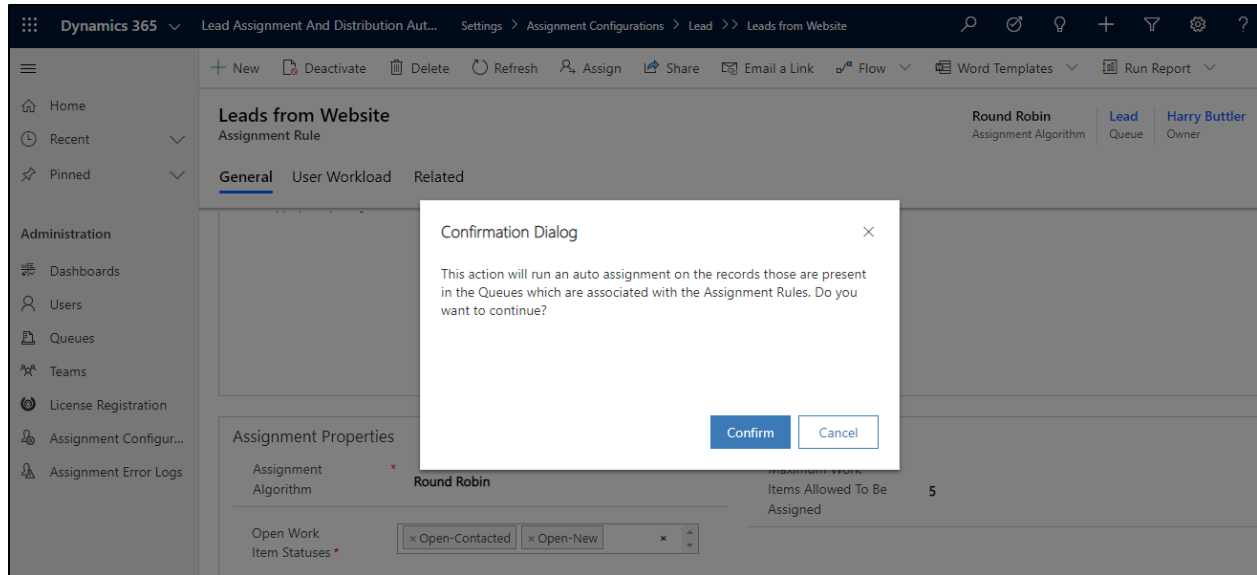 Dynamics 365 Lead Assignment And Distribution Aut... Settings > Assignment Configurations > Lead >> Leads from Website
+ New Deactivate Delete Refresh Assign Share Email a Link Flow Word Templates Run Report
Home
Recent
Pinned
Administration
Dashboards
Users
Queues
Teams
License Registration
Assignment Configur...
Assignment Error Logs
Leads from Website
Assignment Rule
Round Robin Lead Harry Buttler
Assignment Algorithm Queue Owner
General User Workload Related
Confirmation Dialog
This action will run an auto assignment on the records those are present
in the Queues which are associated with the Assignment Rules. Do you
want to continue?
Confirm Cancel
Assignment Properties
Assignment *
Algorithm
Round Robin
Maximum Work
Items Allowed To Be
Assigned
5
Open Work
Item Statuses *
× Open-Contacted × Open-New ×